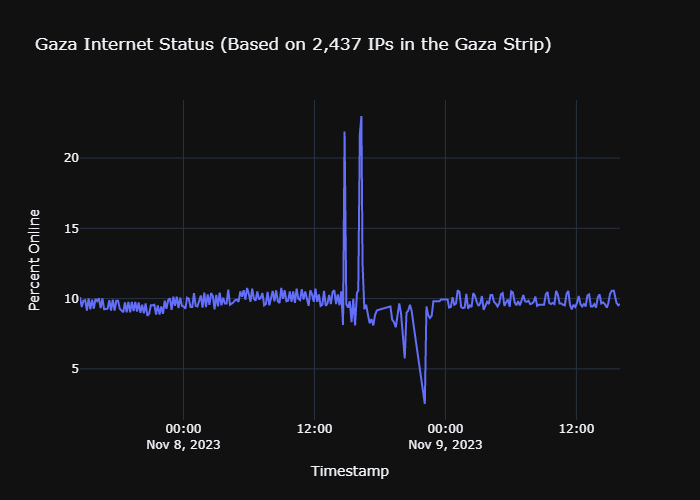 Gaza Internet Status (Based on 2,437 IPs in the Gaza Strip)
Percent Online
20
15
10
5
00:00
Nov 8, 2023
12:00
00:00
Nov 9, 2023
12:00
Timestamp